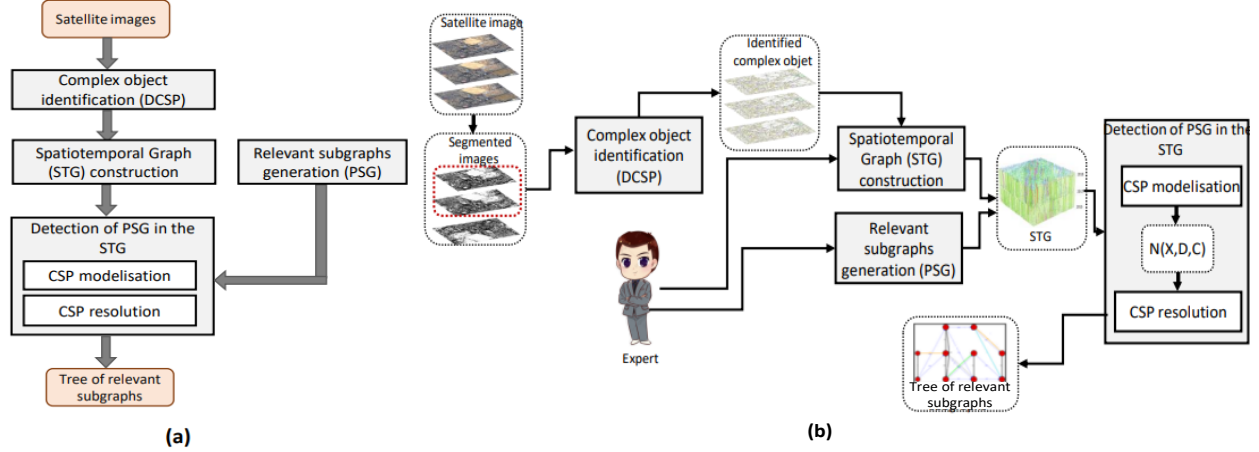 Satellite images
Complex object
identification (DCSP)
Spatiotemporal Graph
(STG) construction
Relevant subgraphs
generation (PSG)
Detection of PSG in the
STG
CSP modelisation
CSP resolution
Tree of relevant
subgraphs
(a)
Satellite image
Segmented
images
Complex object
identification
(DCSP)
Identified
complex objet
Expert
Spatiotemporal
Graph (STG)
construction
Relevant
subgraphs
generation (PSG)
STG
Detection of PSG in the
STG
CSP modelisation
N(X,D,C)
CSP resolution
Tree of relevant
subgraphs
(b)